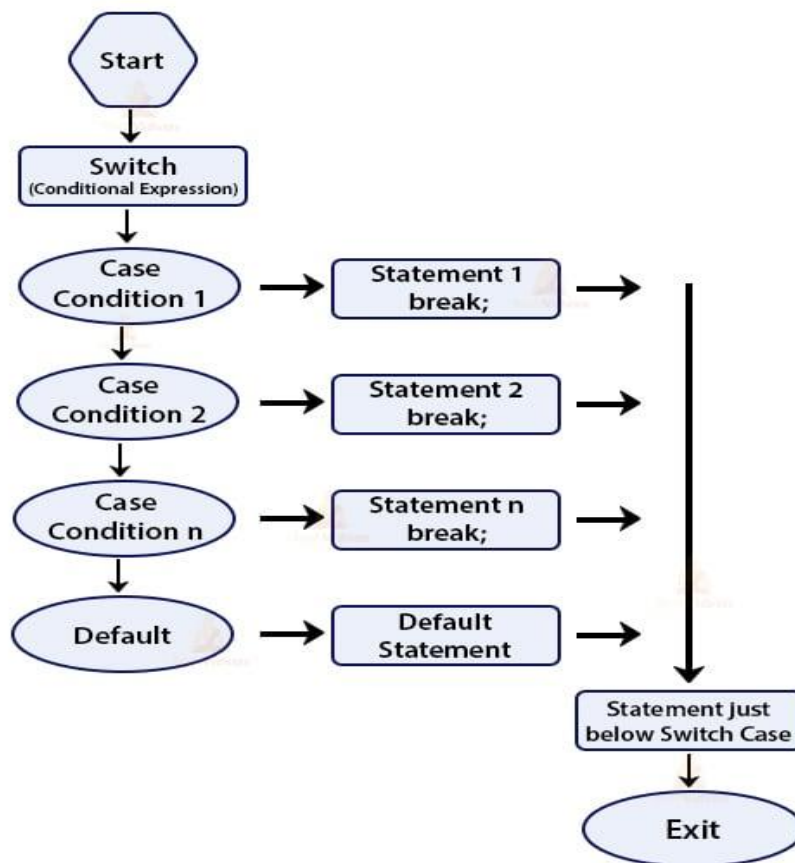 Start
Switch
(Conditional Expression)
Case
Condition 1
Statement 1
break;
Case
Condition 2
Statement 2
break;
Case
Condition n
Statement n
break;
Default
Default
Statement
Statement just
below Switch Case
Exit